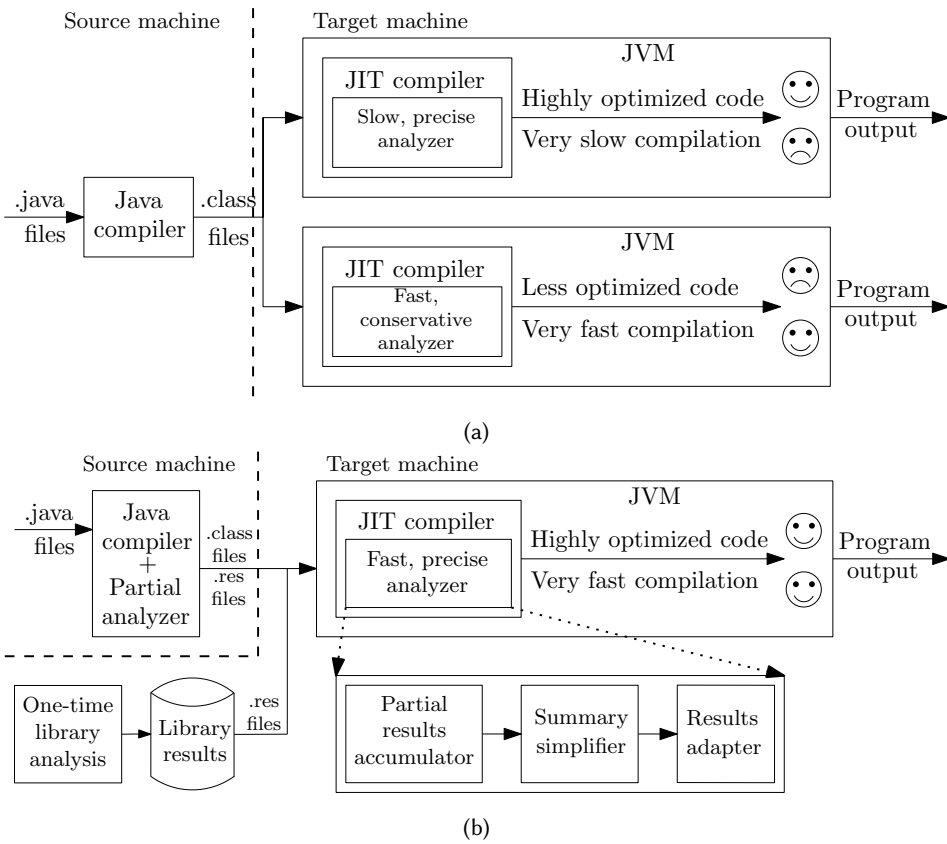 Source machine
Target machine
JVM
JIT compiler
Slow, precise
analyzer
Highly optimized code
Very slow compilation
Program
output
.java
files
Java
compiler
.class
files
JVM
JIT compiler
Fast,
conservative
analyzer
Less optimized code
Very fast compilation
Program
output
(a)
Source machine
Target machine
.java
files
Java
compiler
+
Partial
analyzer
.class
files
.res
files
JVM
JIT compiler
Fast, precise
analyzer
Highly optimized code
Very fast compilation
Program
output
One-time
library
analysis
Library
results
.res
files
Partial
results
accumulator
Summary
simplifier
Results
adapter
(b)